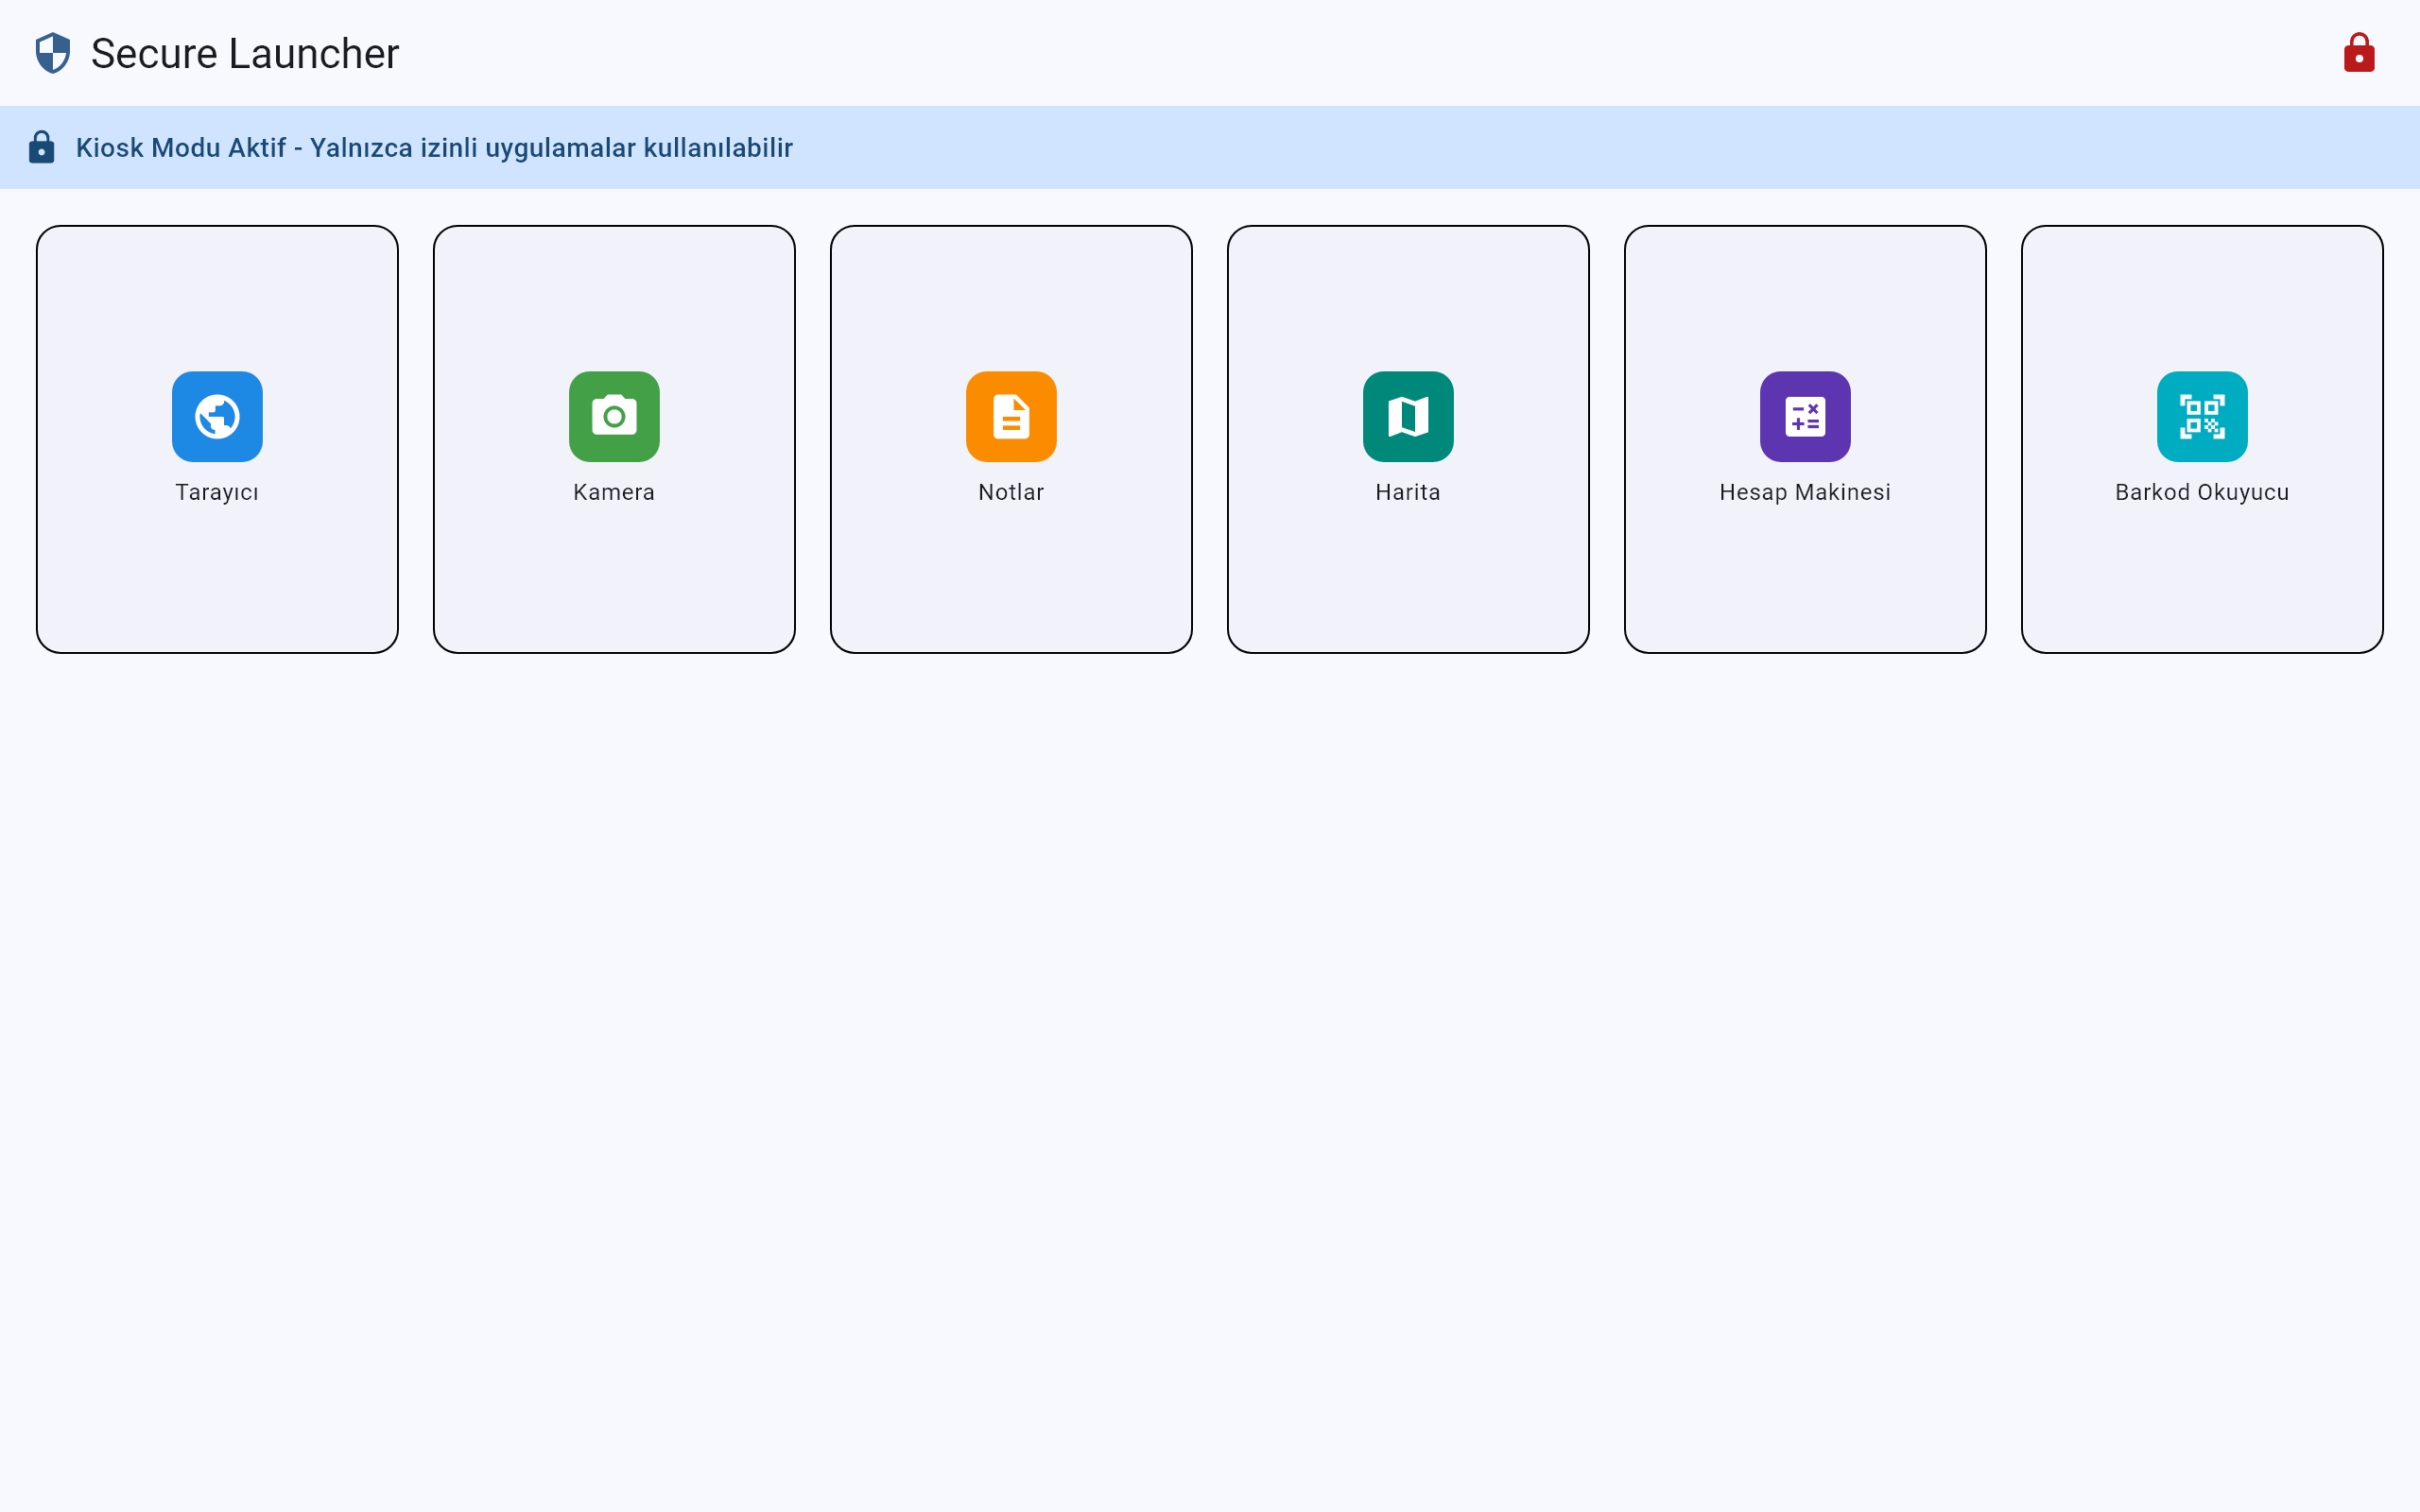 Secure Launcher
Kiosk Modu Aktif - Yalnızca izinli uygulamalar kullanılabilir
Tarayıcı
Kamera
Notlar
Harita
Hesap Makinesi
Barkod Okuyucu